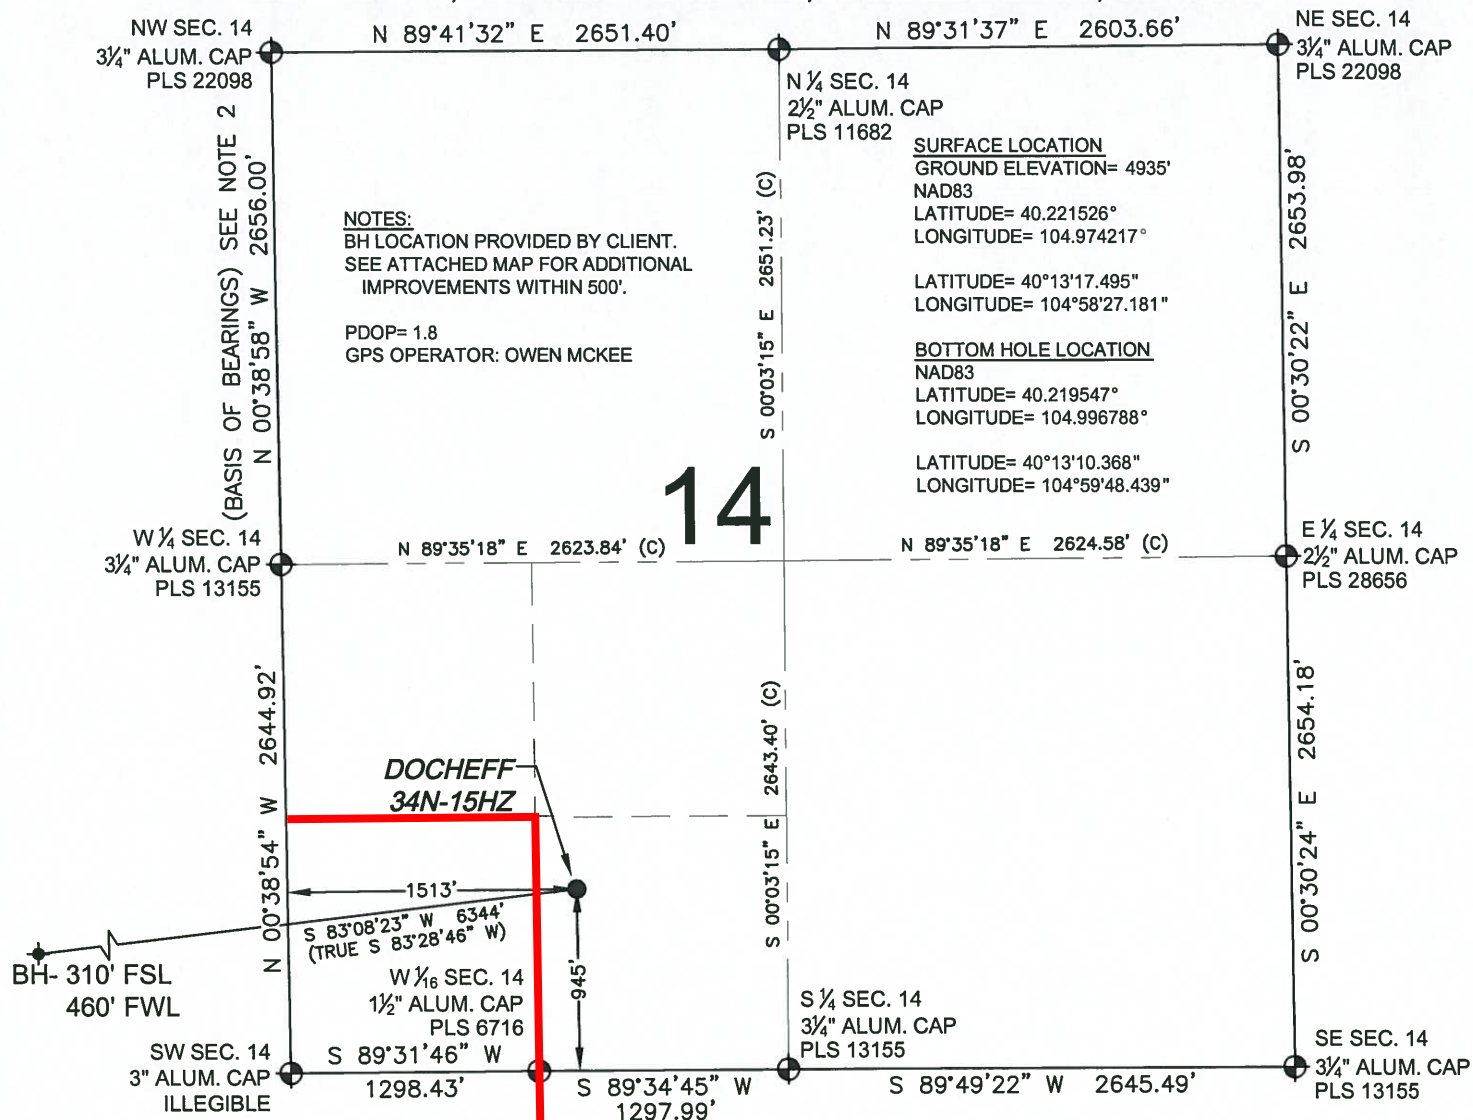 NW SEC. 14
3¼" ALUM. CAP
PLS 22098
N 89°41'32" E 2651.40'
N 89°31'37" E 2603.66'
NE SEC. 14
3¼" ALUM. CAP
PLS 22098
N ¼ SEC. 14
2½" ALUM. CAP
PLS 11682
(BASIS OF BEARINGS) SEE NOTE 2
N 00°38'58" W 2656.00'
NOTES:
BH LOCATION PROVIDED BY CLIENT.
SEE ATTACHED MAP FOR ADDITIONAL
IMPROVEMENTS WITHIN 500'.
PDOP= 1.8
GPS OPERATOR: OWEN MCKEE
S 00°03'15" E 2651.23' (C)
SURFACE LOCATION
GROUND ELEVATION= 4935'
NAD83
LATITUDE= 40.221526°
LONGITUDE= 104.974217°
LATITUDE= 40°13'17.495"
LONGITUDE= 104°58'27.181"
BOTTOM HOLE LOCATION
NAD83
LATITUDE= 40.219547°
LONGITUDE= 104.996788°
LATITUDE= 40°13'10.368"
LONGITUDE= 104°59'48.439"
S 00°30'22" E 2653.98'
14
W ¼ SEC. 14
3¼" ALUM. CAP
PLS 13155
N 89°35'18" E 2623.84' (C)
N 89°35'18" E 2624.58' (C)
E ¼ SEC. 14
2½" ALUM. CAP
PLS 28656
N 00°38'54" W 2644.92'
DOCHEFF
34N-15HZ
S 00°03'15" E 2643.40' (C)
S 00°30'24" E 2654.18'
1513'
S 83°08'23" W 6344'
(TRUE S 83°28'46" W)
945'
BH- 310' FSL
460' FWL
W 1⁄16 SEC. 14
1½" ALUM. CAP
PLS 6716
S ¼ SEC. 14
3¼" ALUM. CAP
PLS 13155
SW SEC. 14
3" ALUM. CAP
ILLEGIBLE
S 89°31'46" W
1298.43'
S 89°34'45" W
1297.99'
S 89°49'22" W 2645.49'
SE SEC. 14
3¼" ALUM. CAP
PLS 13155